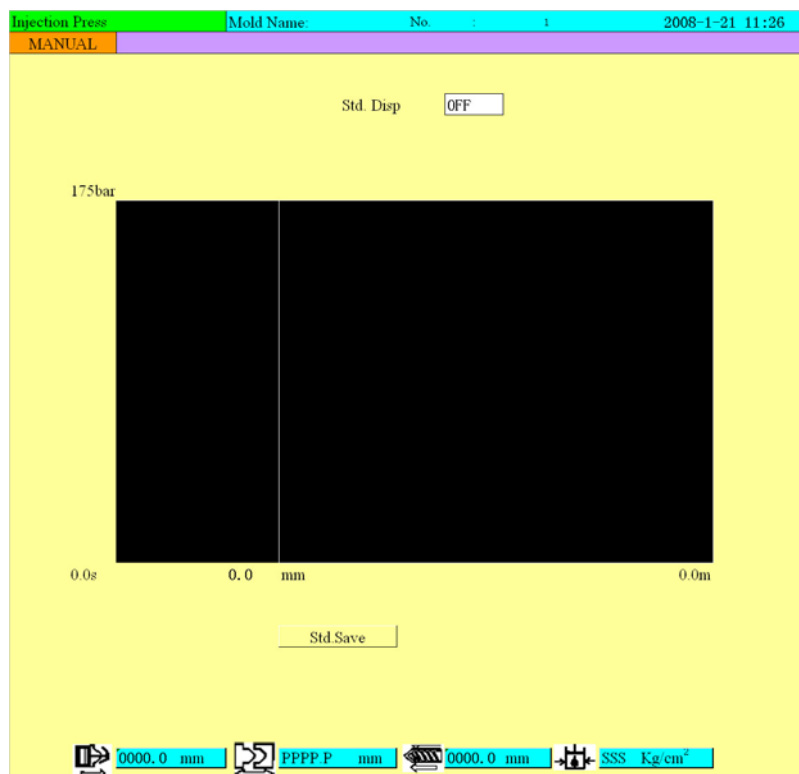 Injection Press Mold Name: No. : 1 2008-1-21 11:26
MANUAL
Std. Disp OFF
175bar
0.0s 0.0 mm 0.0m
Std.Save
0000.0 mm PPPP.P mm 0000.0 mm SSS Kg/cm²